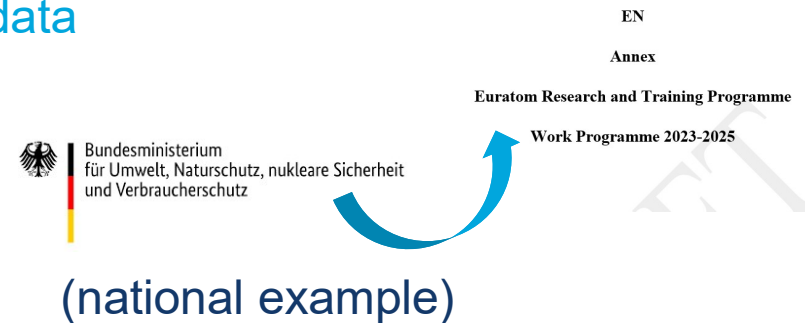 data
EN
Annex
Euratom Research and Training Programme
Work Programme 2023-2025
Bundesministerium
für Umwelt, Naturschutz, nukleare Sicherheit
und Verbraucherschutz
(national example)